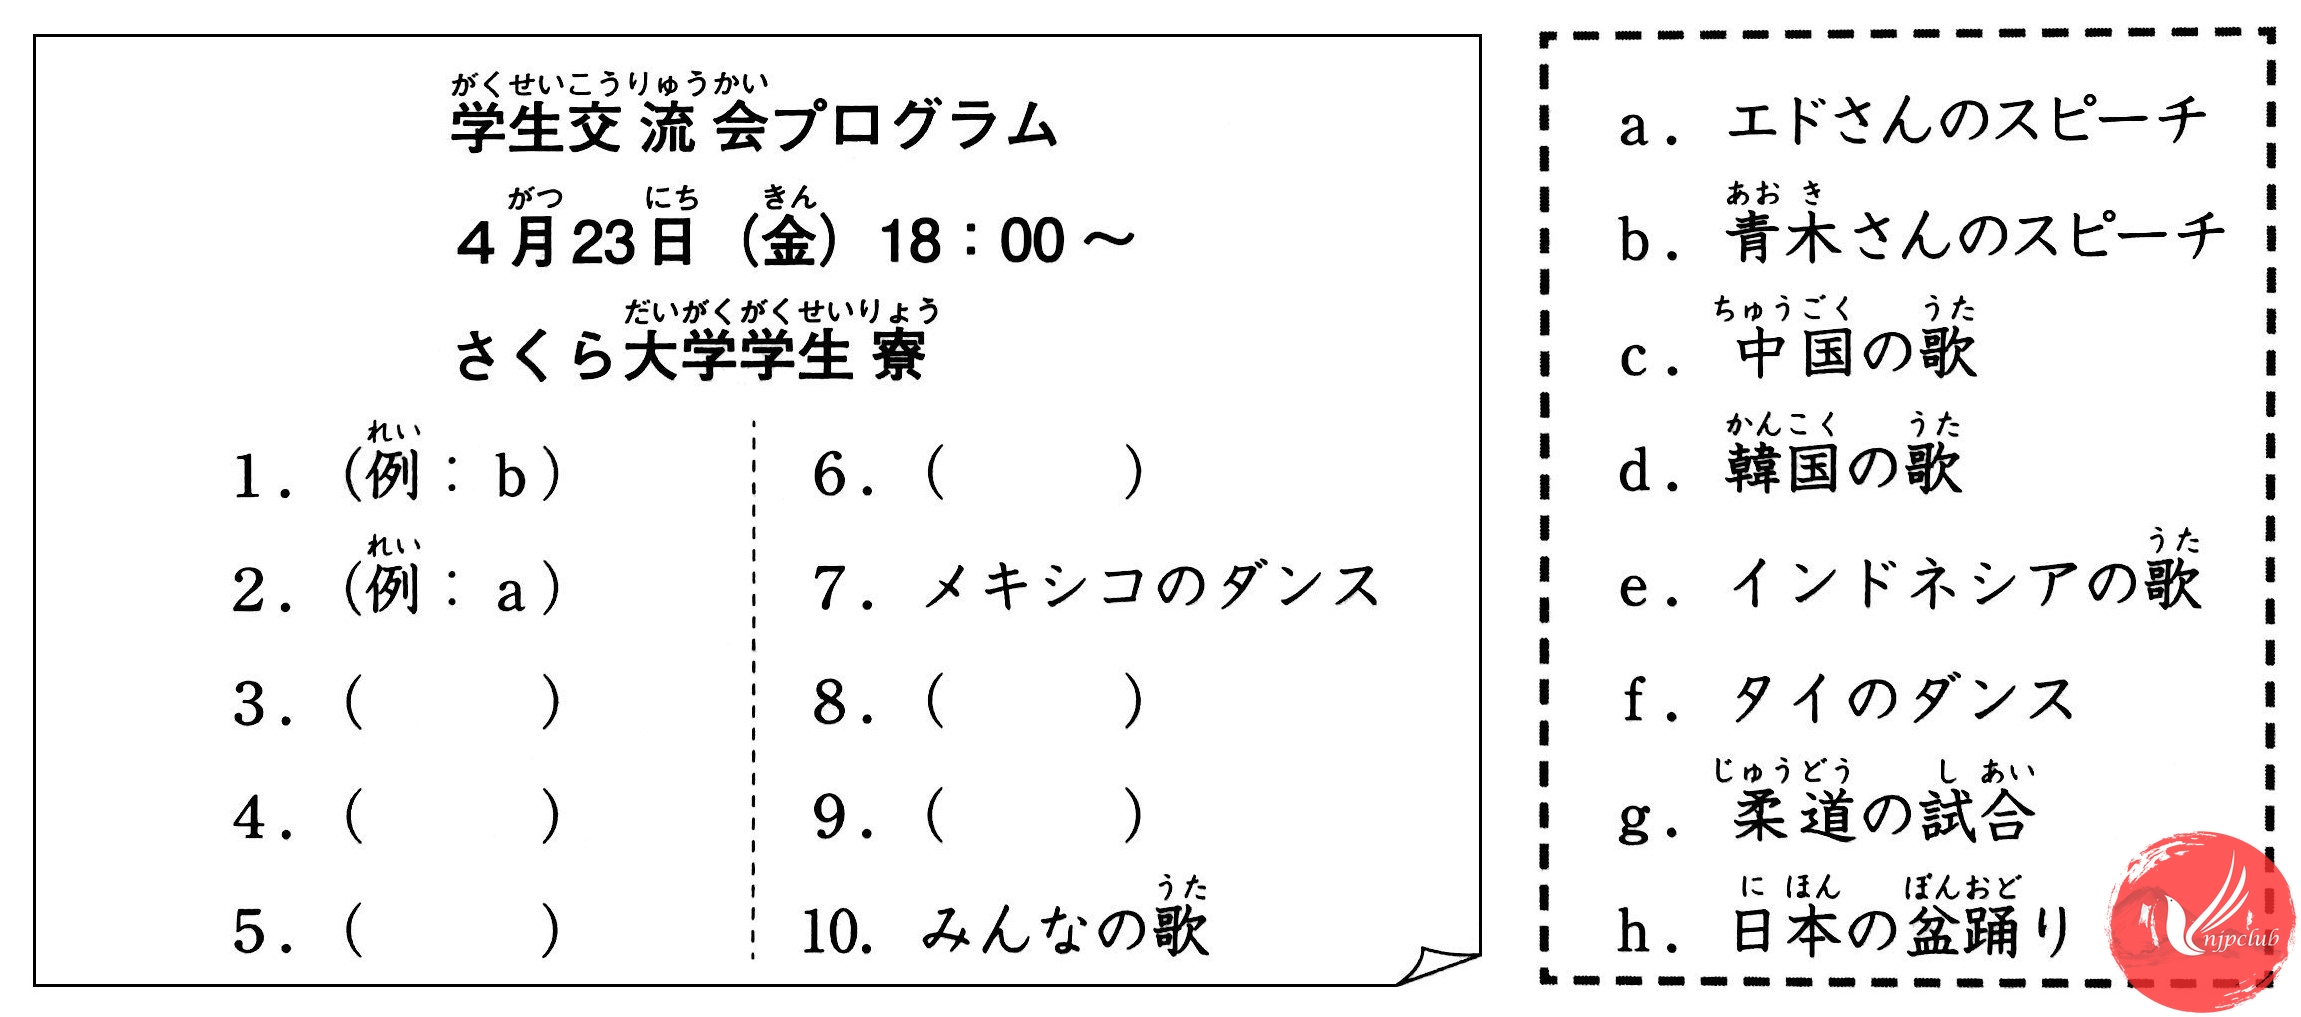 がくせいこうりゅうかい
学生交流会プログラム
がつ にち きん
4月23日（金）18：00～
だいがくがくせいりょう
さくら大学学生寮
れい
1．（例：b）
れい
2．（例：a）
3．（　　　）
4．（　　　）
5．（　　　）
6．（　　　）
7．メキシコのダンス
8．（　　　）
9．（　　　）
うた
10．みんなの歌
a．エドさんのスピーチ
あお き
b．青木さんのスピーチ
ちゅうごく うた
c．中国の歌
かんこく うた
d．韓国の歌
うた
e．インドネシアの歌
f．タイのダンス
じゅうどう し あい
g．柔道の試合
に ほん ぼんおど
h．日本の盆踊り
njpclub